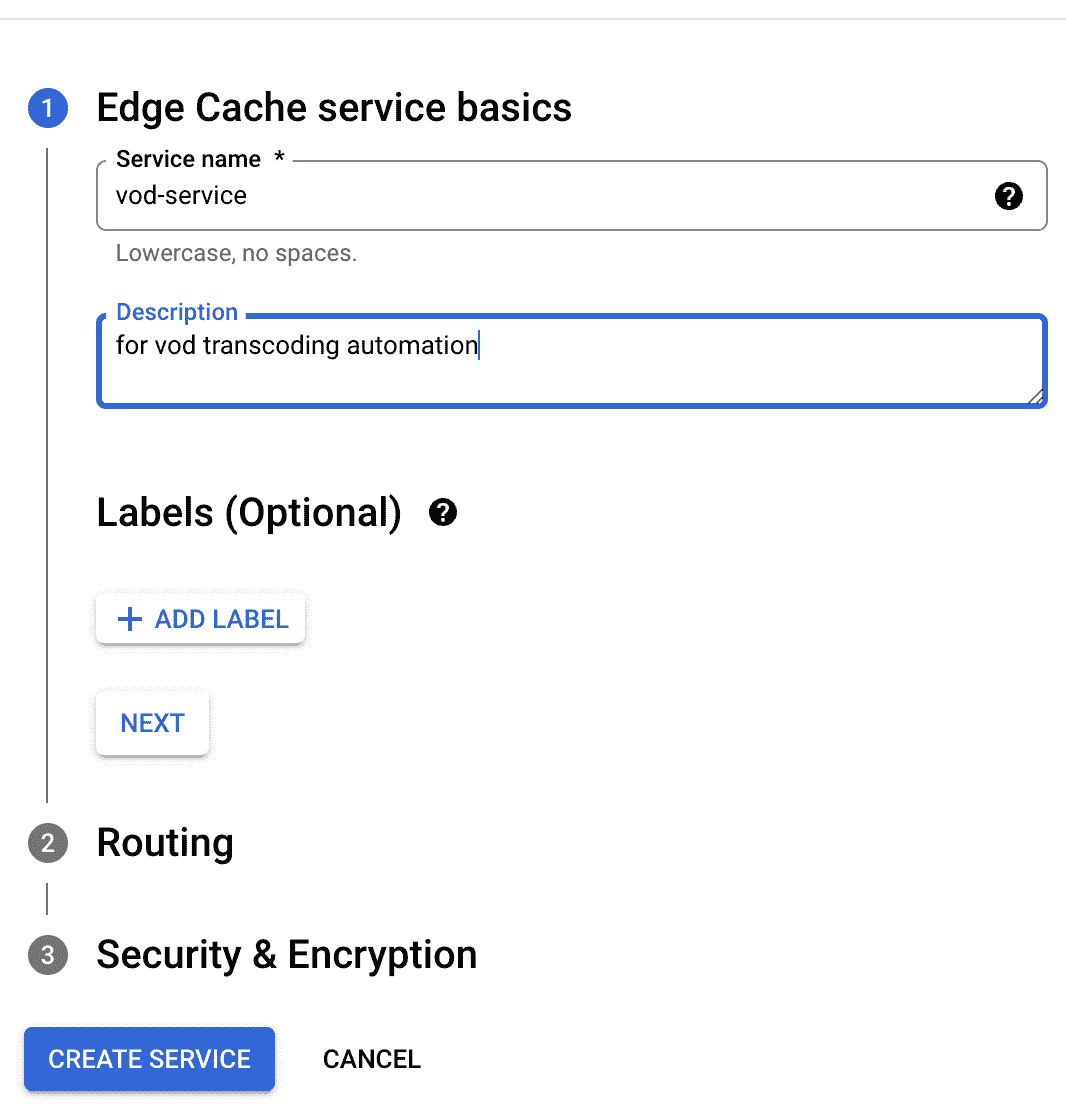 1 Edge Cache service basics
Service name *
vod-service
Lowercase, no spaces.
Description
for vod transcoding automation
Labels (Optional)
ADD LABEL
NEXT
2 Routing
3 Security & Encryption
CREATE SERVICE CANCEL